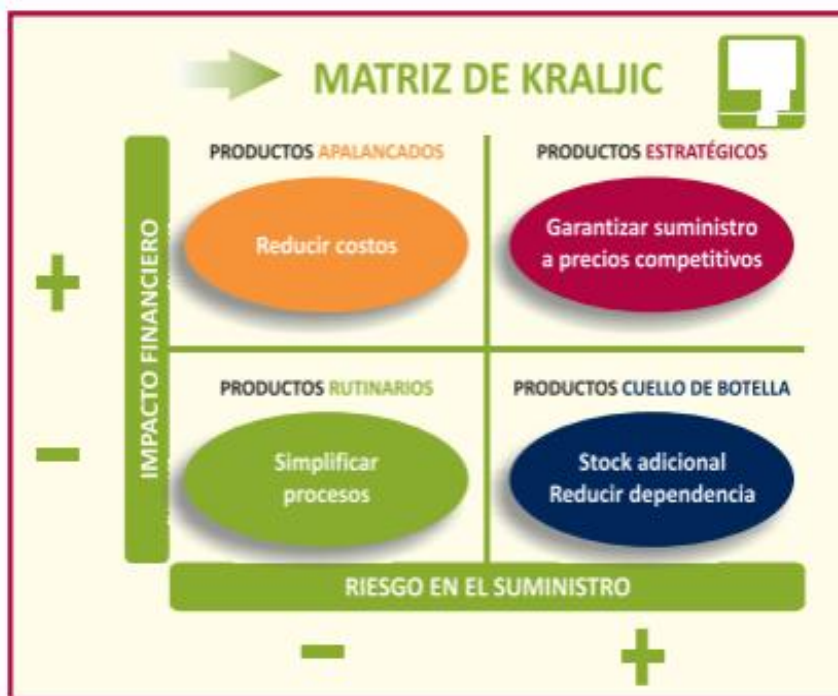 MATRIZ DE KRALJIC
PRODUCTOS APALANCADOS
Reducir costos
PRODUCTOS ESTRATÉGICOS
Garantizar suministro
a precios competitivos
IMPACTO FINANCIERO
+
−
PRODUCTOS RUTINARIOS
Simplificar
procesos
PRODUCTOS CUELLO DE BOTELLA
Stock adicional
Reducir dependencia
RIESGO EN EL SUMINISTRO
− +